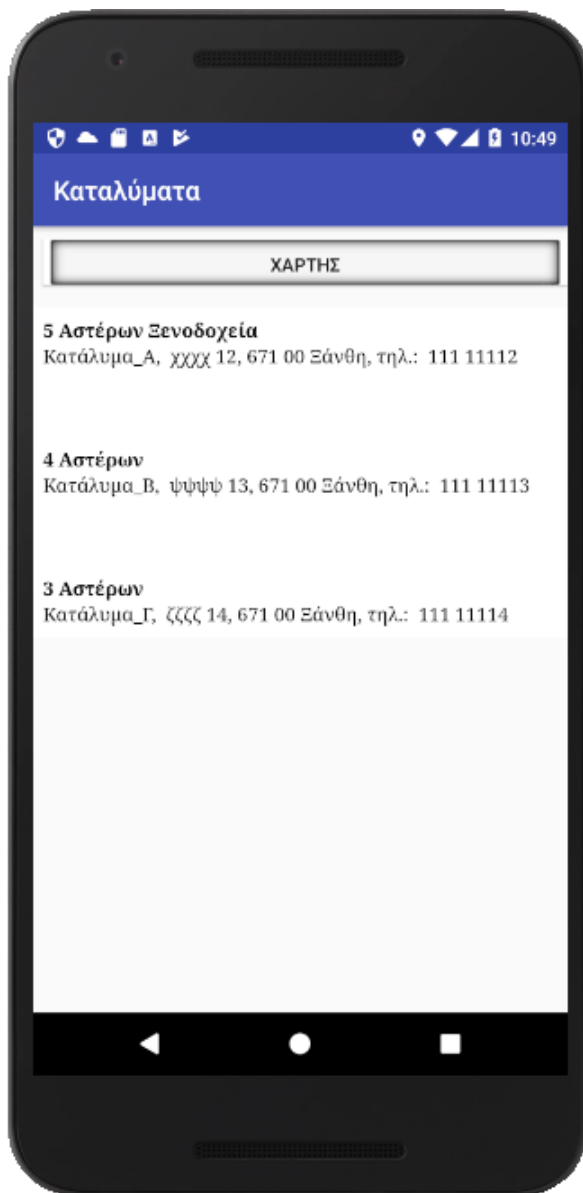 10:49
Καταλύματα
ΧΑΡΤΗΣ
5 Αστέρων Ξενοδοχεία
Κατάλυμα_Α, χχχχ 12, 671 00 Ξάνθη, τηλ.: 111 11112
4 Αστέρων
Κατάλυμα_Β, ψψψψ 13, 671 00 Ξάνθη, τηλ.: 111 11113
3 Αστέρων
Κατάλυμα_Γ, ζζζζ 14, 671 00 Ξάνθη, τηλ.: 111 11114